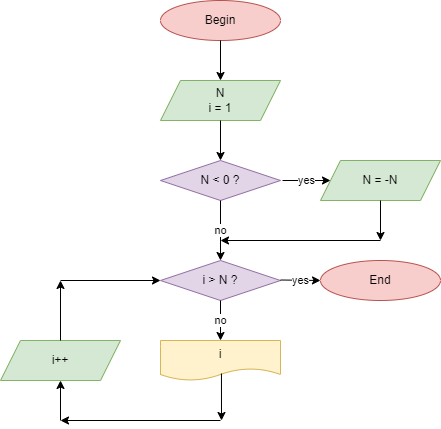 Begin
N
i = 1
N < 0 ?
yes
N = -N
no
i > N ?
yes
End
no
i
i++